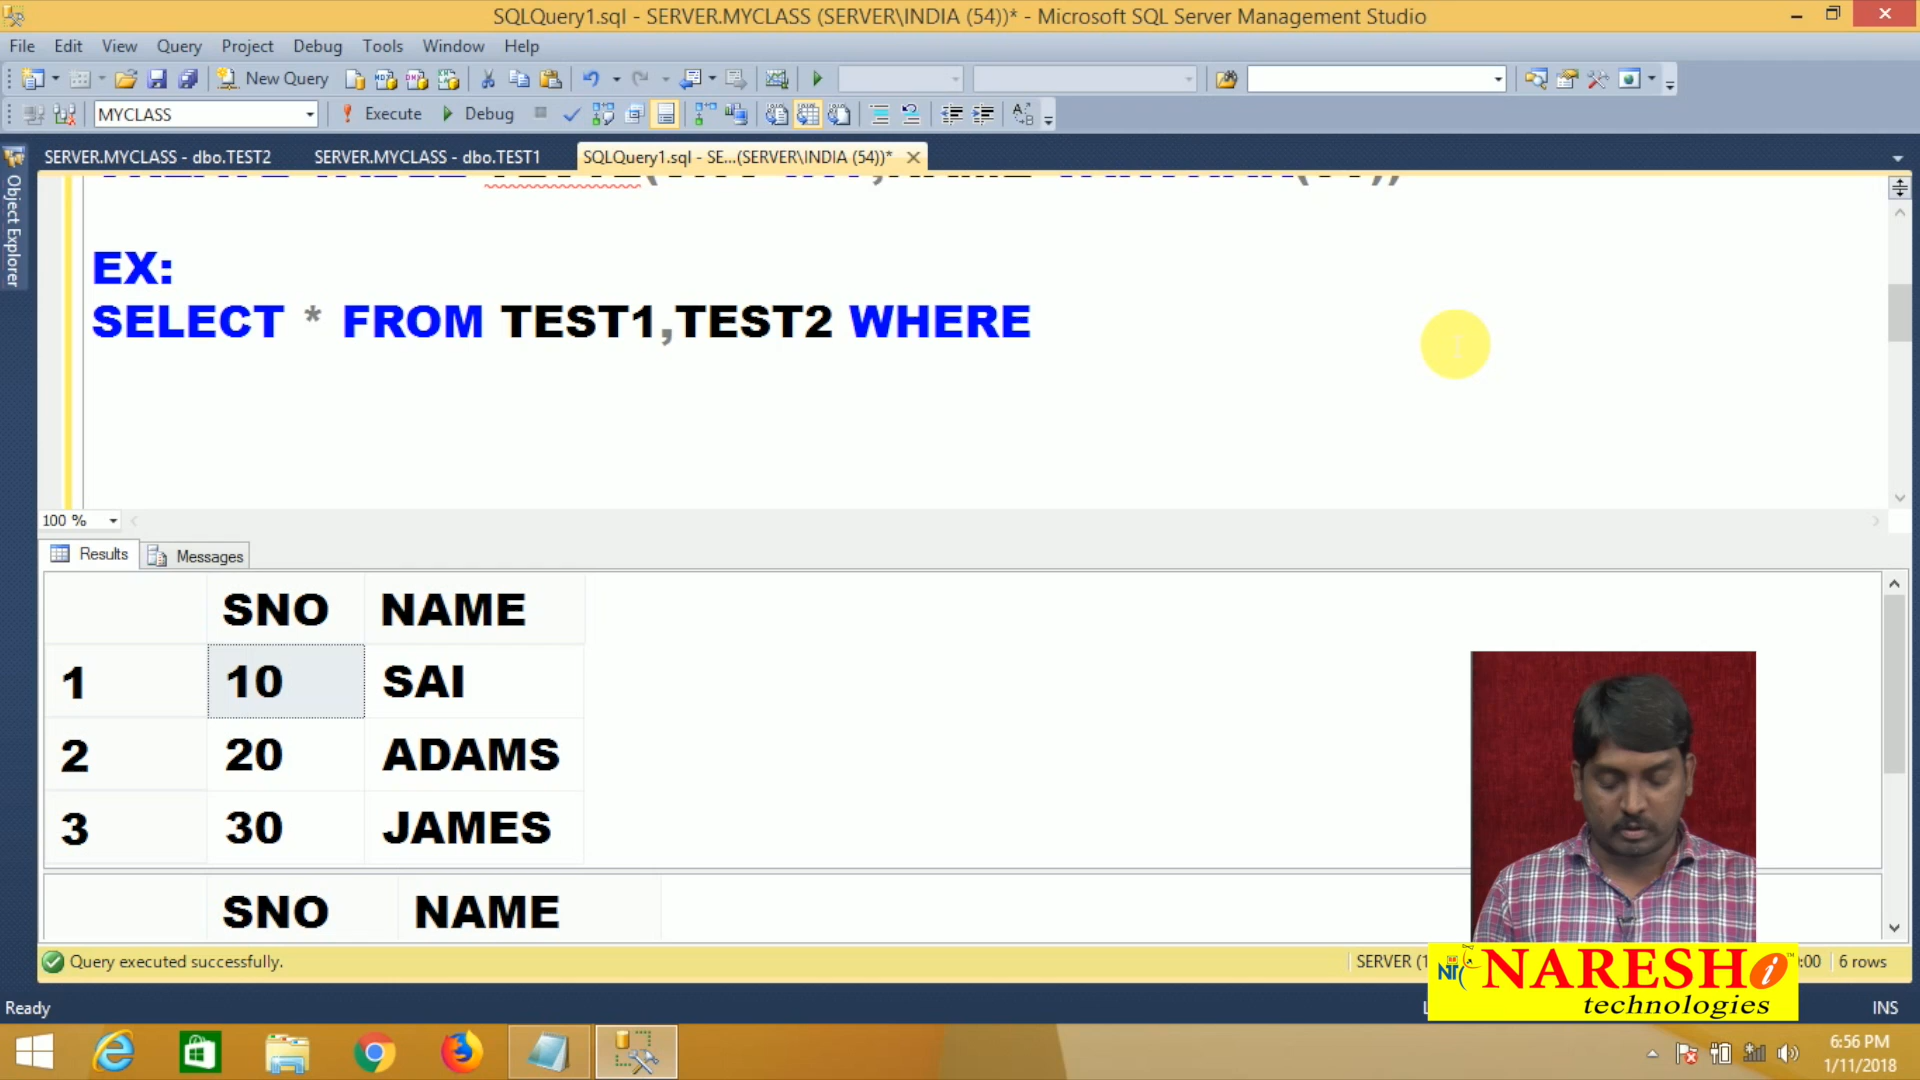 SQLQuery1.sql - SERVER.MYCLASS (SERVER\INDIA (54))* - Microsoft SQL Server Management Studio
File Edit View Query Project Debug Tools Window Help
New Query
MYCLASS Execute Debug
SERVER.MYCLASS - dbo.TEST2 SERVER.MYCLASS - dbo.TEST1 SQLQuery1.sql - SE...(SERVER\INDIA (54))*
Object Explorer
EX:
SELECT * FROM TEST1,TEST2 WHERE
100 %
Results Messages
SNO NAME
1 10 SAI
2 20 ADAMS
3 30 JAMES
SNO NAME
Query executed successfully.
SERVER (1 :00 6 rows
NARESH i
technologies
Ready INS
6:56 PM
1/11/2018